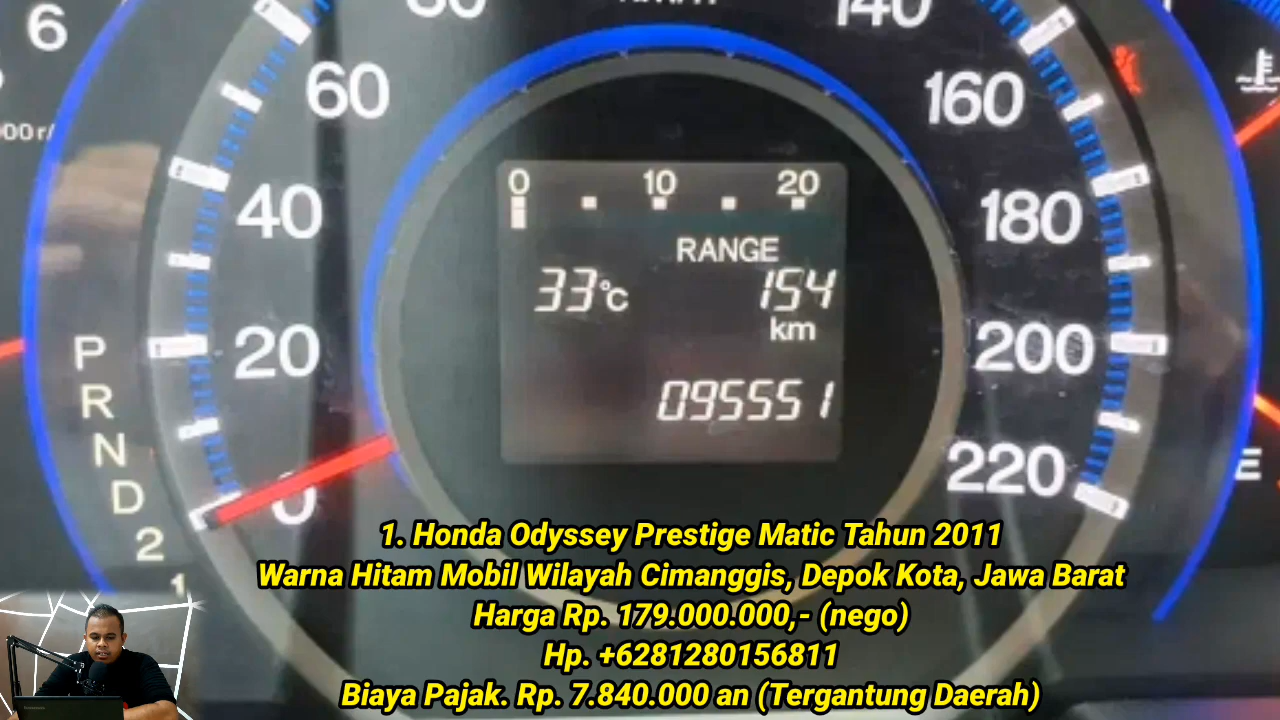 6
60
140
160
000 r/
0 10 20
40
180
RANGE
33°C 154
km
P
20
200
R
095551
N
220
E
D
0
2
1
1. Honda Odyssey Prestige Matic Tahun 2011
Warna Hitam Mobil Wilayah Cimanggis, Depok Kota, Jawa Barat
Harga Rp. 179.000.000,- (nego)
Hp. +6281280156811
Biaya Pajak. Rp. 7.840.000 an (Tergantung Daerah)